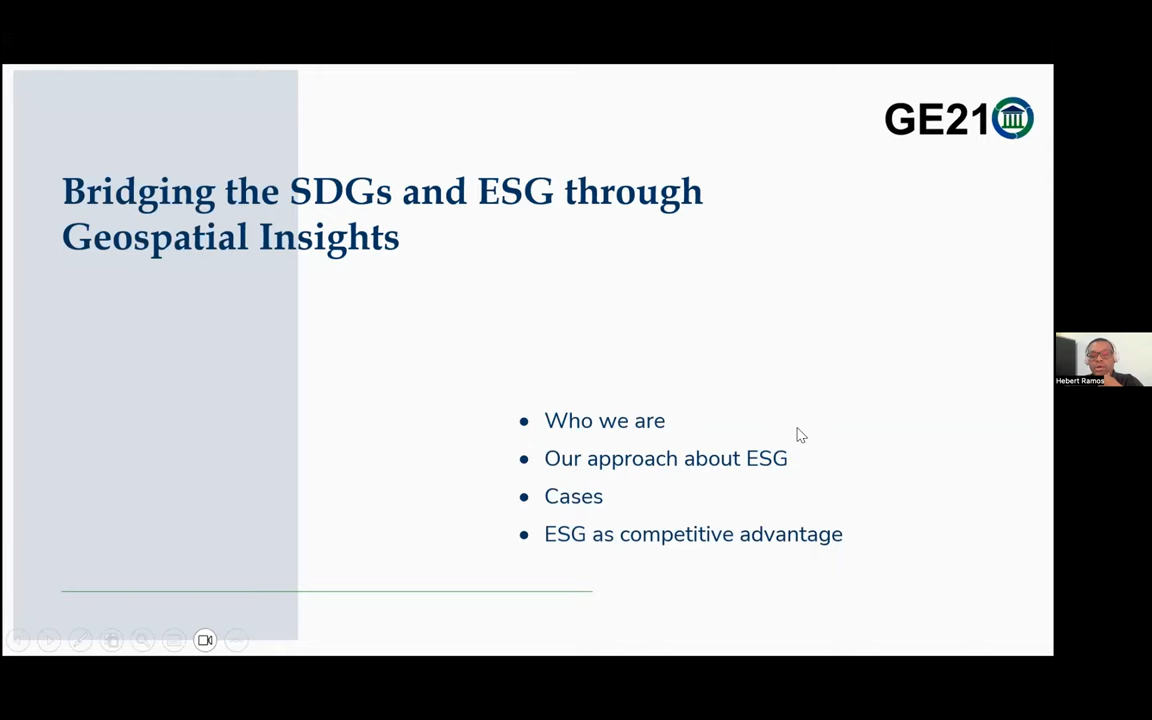 GE21
Bridging the SDGs and ESG through
Geospatial Insights
Hebert Ramos
• Who we are
• Our approach about ESG
• Cases
• ESG as competitive advantage